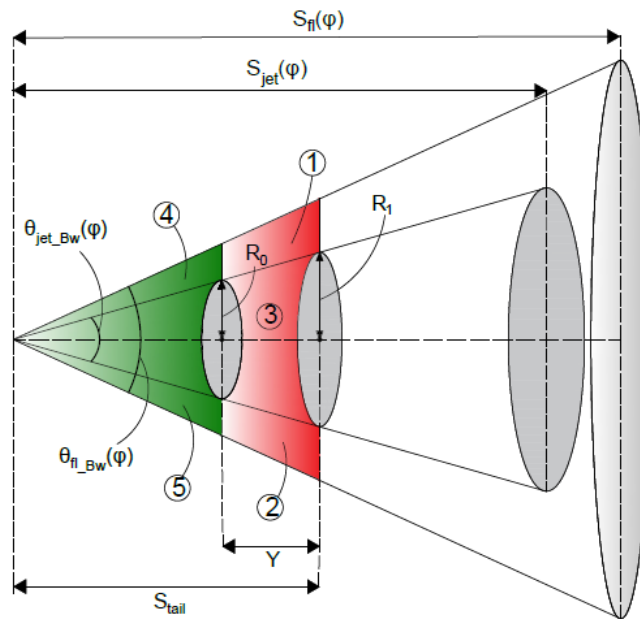 S_fl(φ)
S_jet(φ)
①
④
R_1
θ_jet_Bw(φ)
R_0
③
θ_fl_Bw(φ)
⑤
②
Y
S_tail